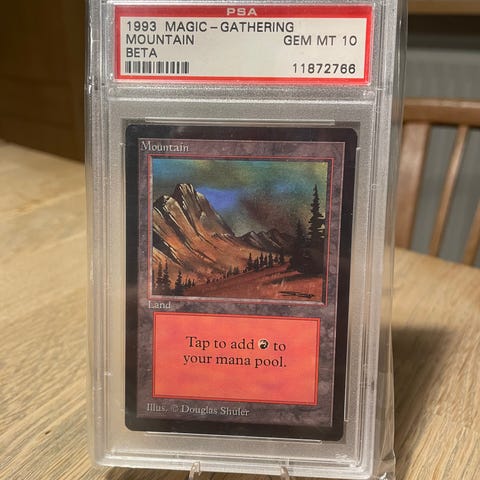 PSA
1993 MAGIC-GATHERING
MOUNTAIN GEM MT 10
BETA
11872766
Mountain
Land
Tap to add to
your mana pool.
Illus. © Douglas Shuler